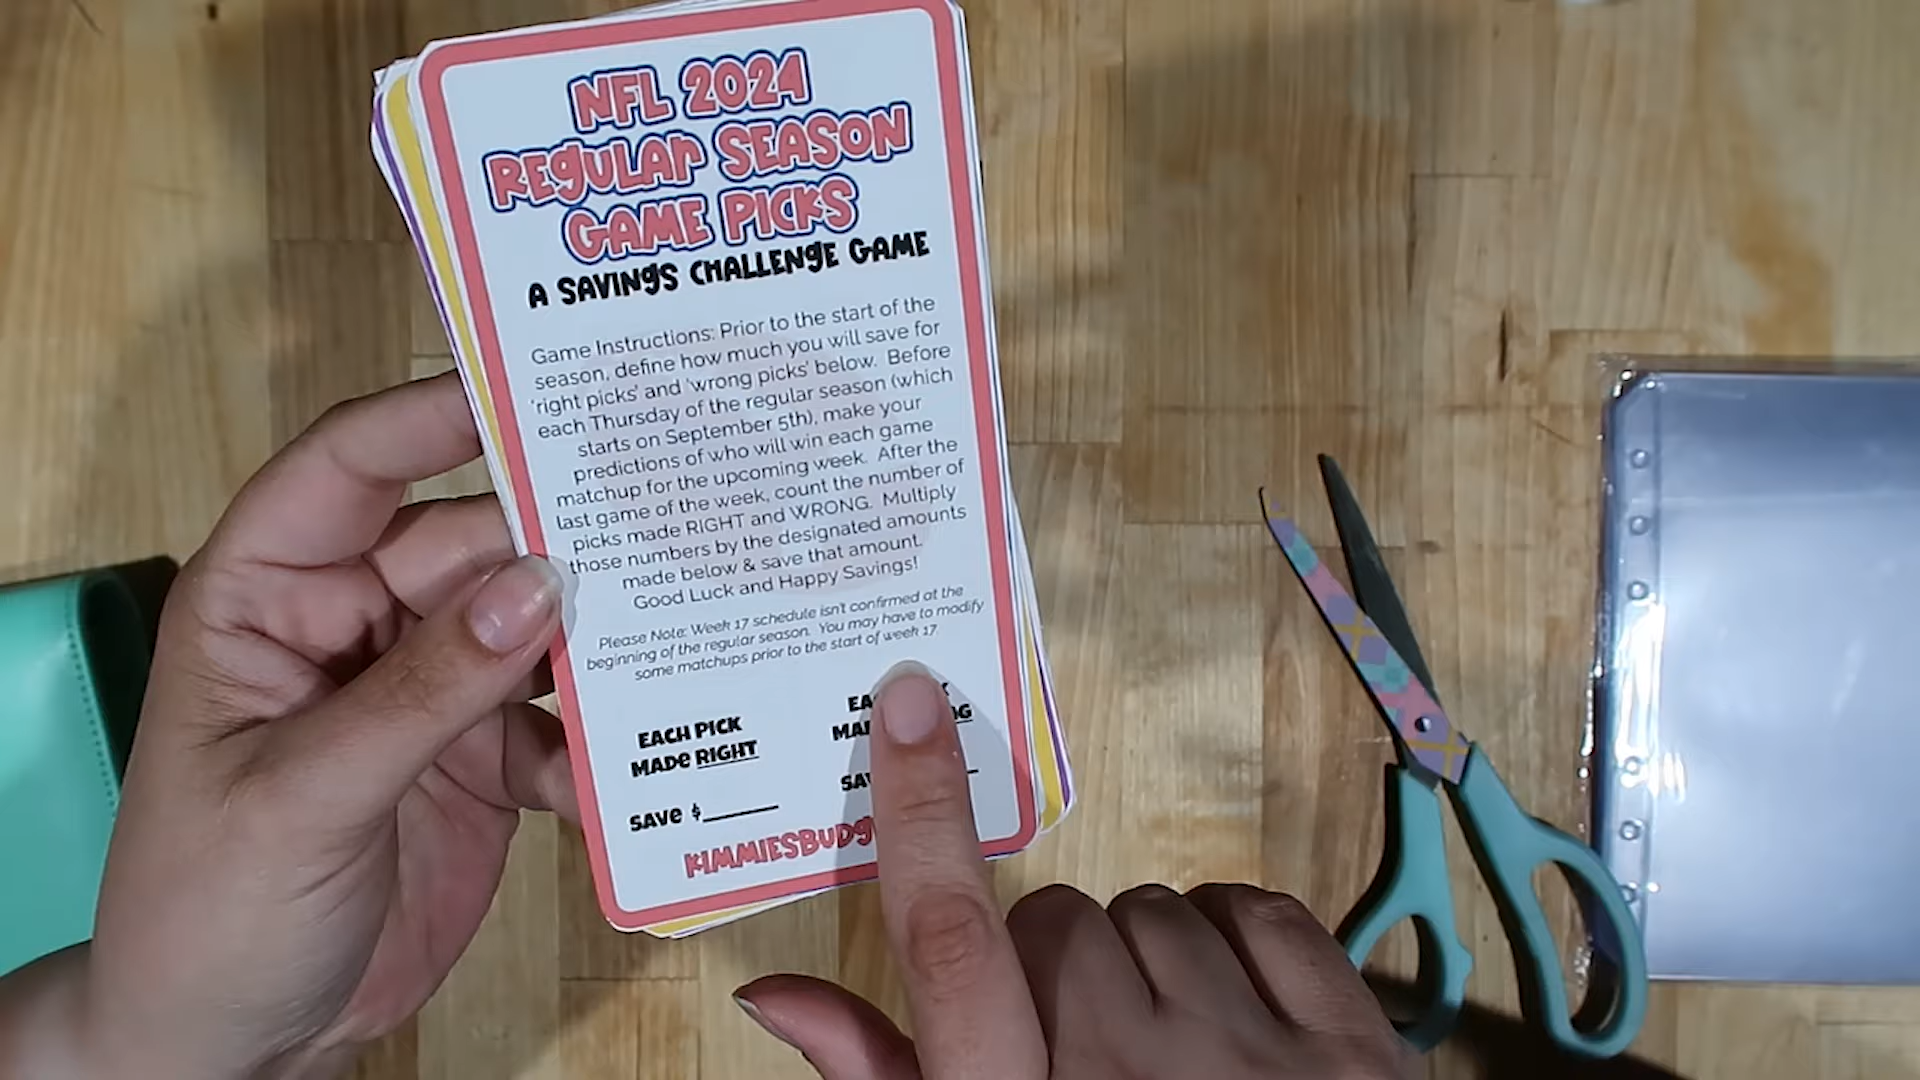 NFL 2024
REGULAR SEASON
GAME PICKS
A SAVINGS CHALLENGE GAME
Game Instructions: Prior to the start of the
season, define how much you will save for
'right picks' and 'wrong picks' below. Before
each Thursday of the regular season (which
starts on September 5th), make your
predictions of who will win each game
matchup for the upcoming week. After the
last game of the week, count the number of
picks made RIGHT and WRONG. Multiply
those numbers by the designated amounts
made below & save that amount.
Good Luck and Happy Savings!
Please Note: Week 17 schedule isn't confirmed at the
beginning of the regular season. You may have to modify
some matchups prior to the start of week 17.
EACH PICK
MADE RIGHT
SAVE $______